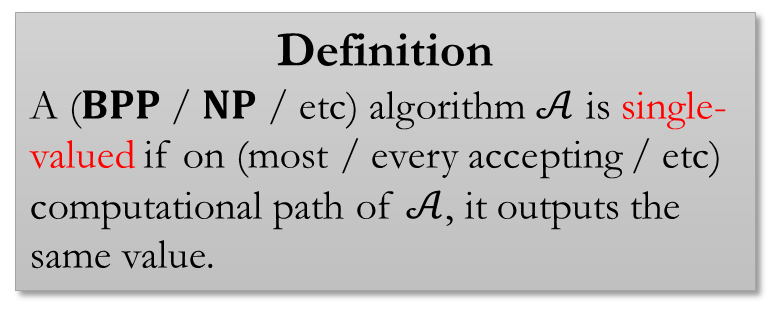 Definition
A (BPP / NP / etc) algorithm 𝒜 is single-
valued if on (most / every accepting / etc)
computational path of 𝒜, it outputs the
same value.